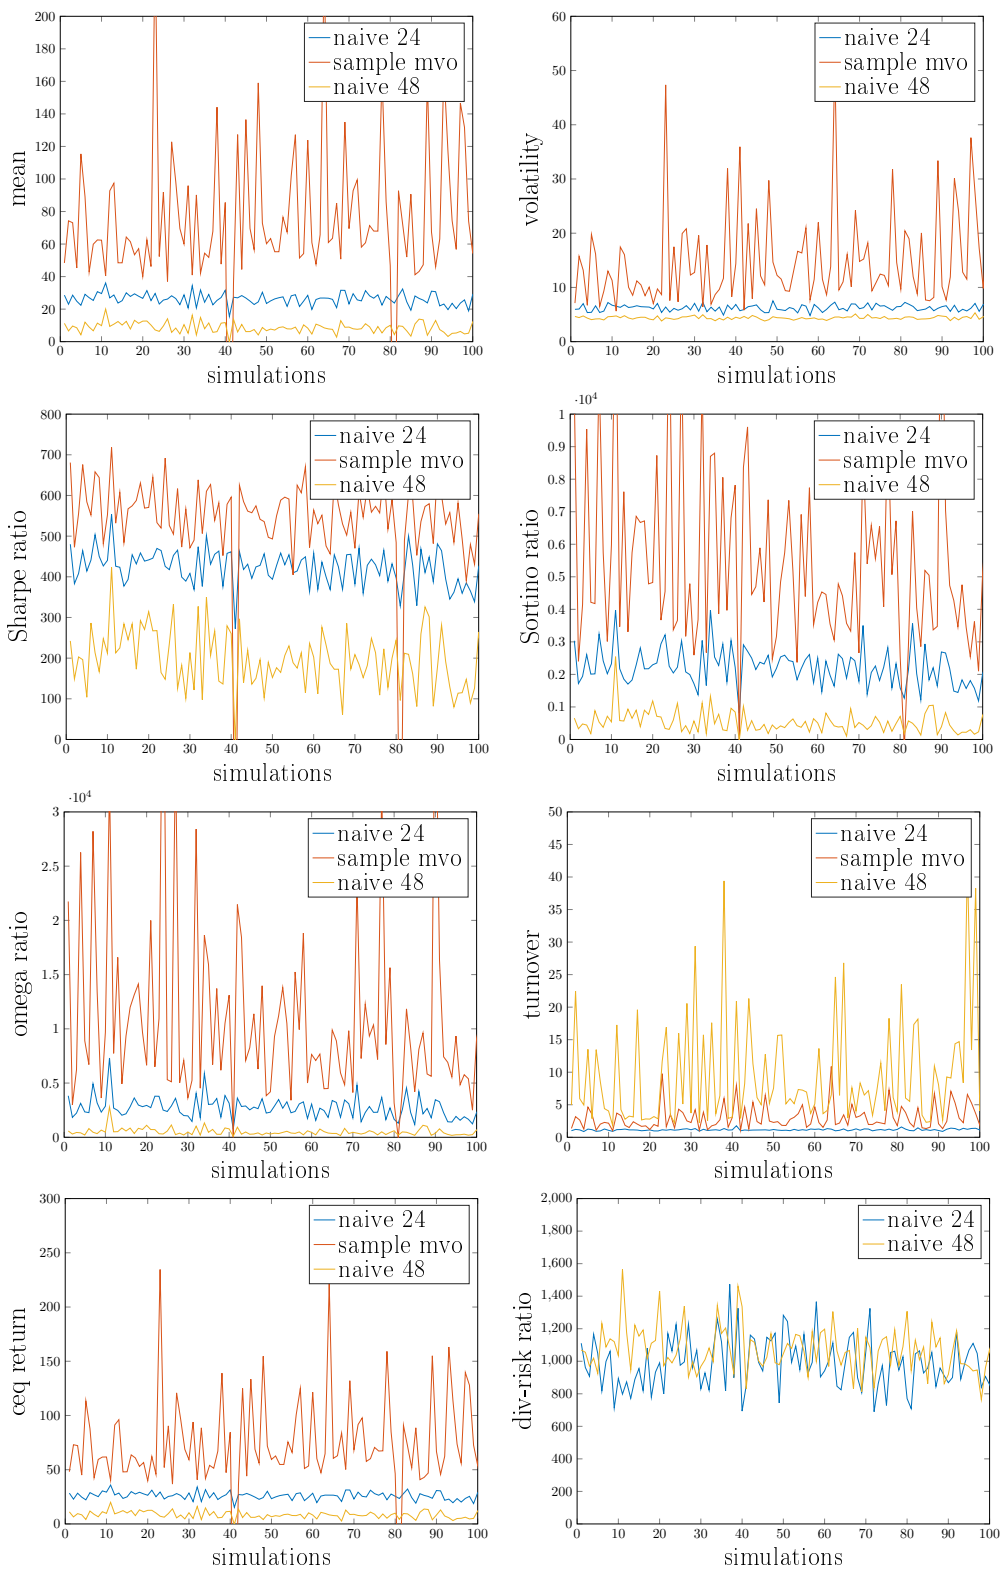 200
180
160
140
120
100
80
60
40
20
0
mean
naive 24
sample mvo
naive 48
0 10 20 30 40 50 60 70 80 90 100
simulations
60
50
40
30
20
10
0
volatility
naive 24
sample mvo
naive 48
0 10 20 30 40 50 60 70 80 90 100
simulations
800
700
600
500
400
300
200
100
0
Sharpe ratio
naive 24
sample mvo
naive 48
0 10 20 30 40 50 60 70 80 90 100
simulations
·10⁴
1
0.9
0.8
0.7
0.6
0.5
0.4
0.3
0.2
0.1
0
Sortino ratio
naive 24
sample mvo
naive 48
0 10 20 30 40 50 60 70 80 90 100
simulations
·10⁴
3
2.5
2
1.5
1
0.5
0
omega ratio
naive 24
sample mvo
naive 48
0 10 20 30 40 50 60 70 80 90 100
simulations
50
45
40
35
30
25
20
15
10
5
0
turnover
naive 24
sample mvo
naive 48
0 10 20 30 40 50 60 70 80 90 100
simulations
300
250
200
150
100
50
0
ceq return
naive 24
sample mvo
naive 48
0 10 20 30 40 50 60 70 80 90 100
simulations
2,000
1,800
1,600
1,400
1,200
1,000
800
600
400
200
0
div-risk ratio
naive 24
naive 48
0 10 20 30 40 50 60 70 80 90 100
simulations